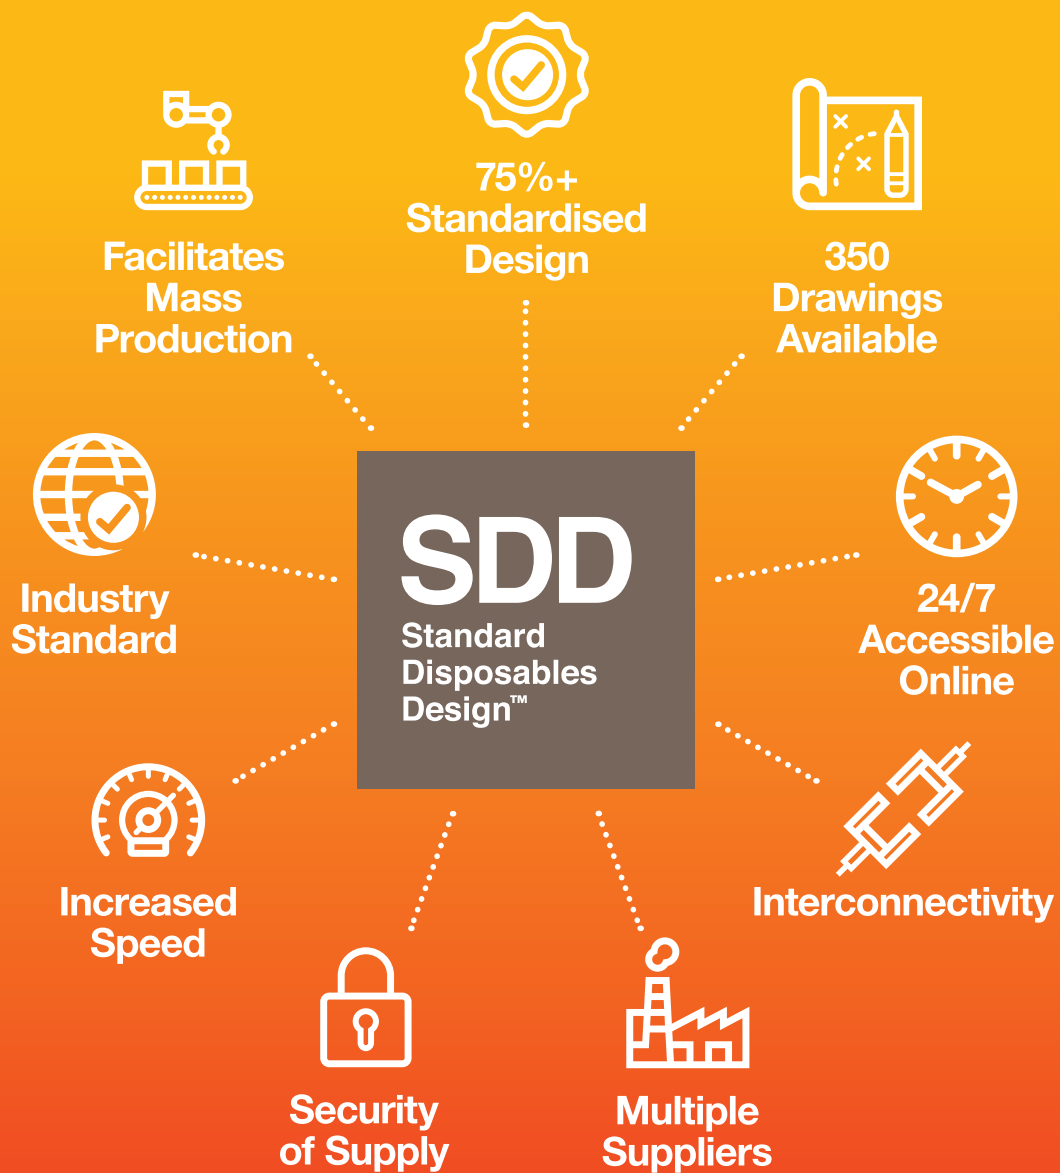 75%+
Standardised
Design
Facilitates
Mass
Production
350
Drawings
Available
Industry
Standard
SDD
Standard
Disposables
Design™
24/7
Accessible
Online
Increased
Speed
Interconnectivity
Security
of Supply
Multiple
Suppliers